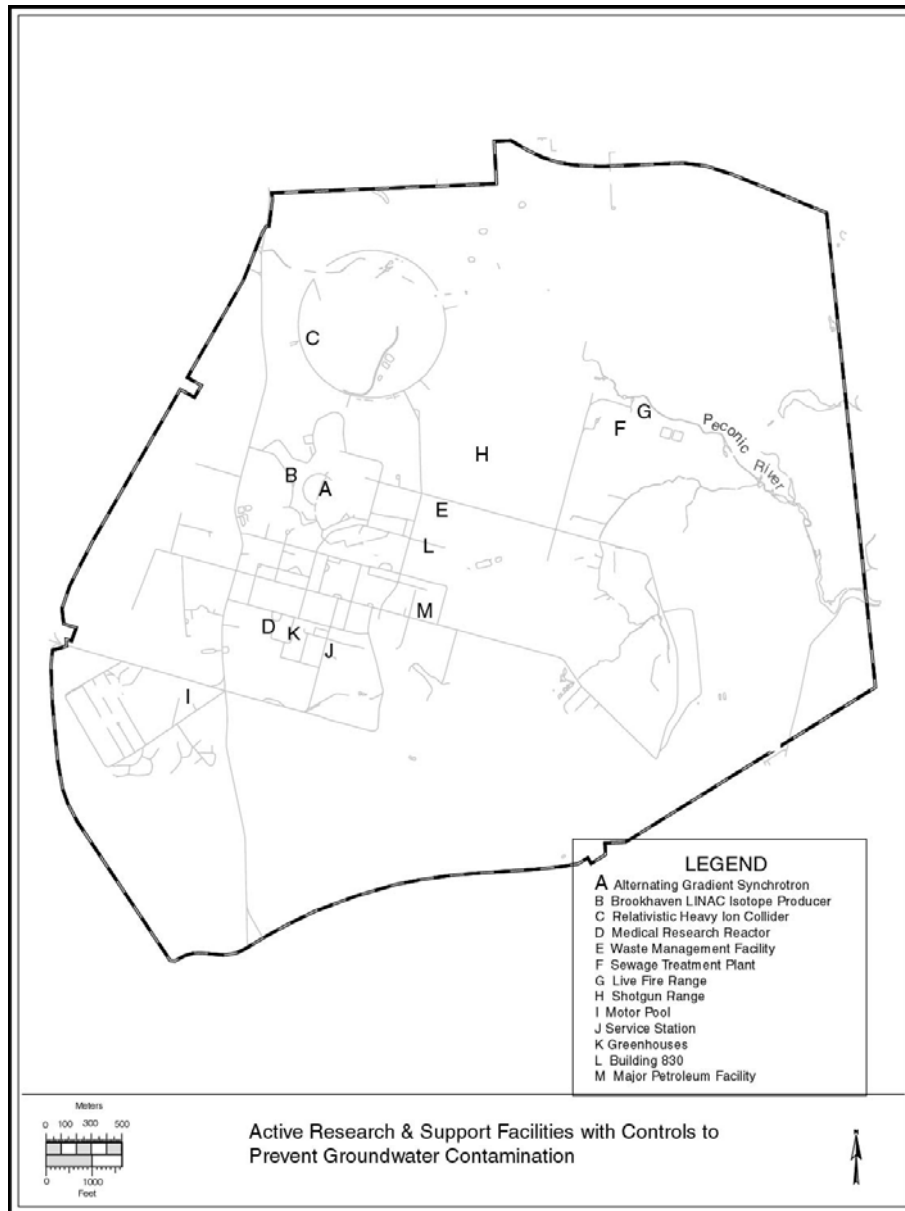 C
G
Peconic River
F
H
B
A
E
L
M
D
K
J
I
LEGEND
A Alternating Gradient Synchrotron
B Brookhaven LINAC Isotope Producer
C Relativistic Heavy Ion Collider
D Medical Research Reactor
E Waste Management Facility
F Sewage Treatment Plant
G Live Fire Range
H Shotgun Range
I Motor Pool
J Service Station
K Greenhouses
L Building 830
M Major Petroleum Facility
Meters
0 100 300 500
0 1000
Feet
Active Research & Support Facilities with Controls to
Prevent Groundwater Contamination